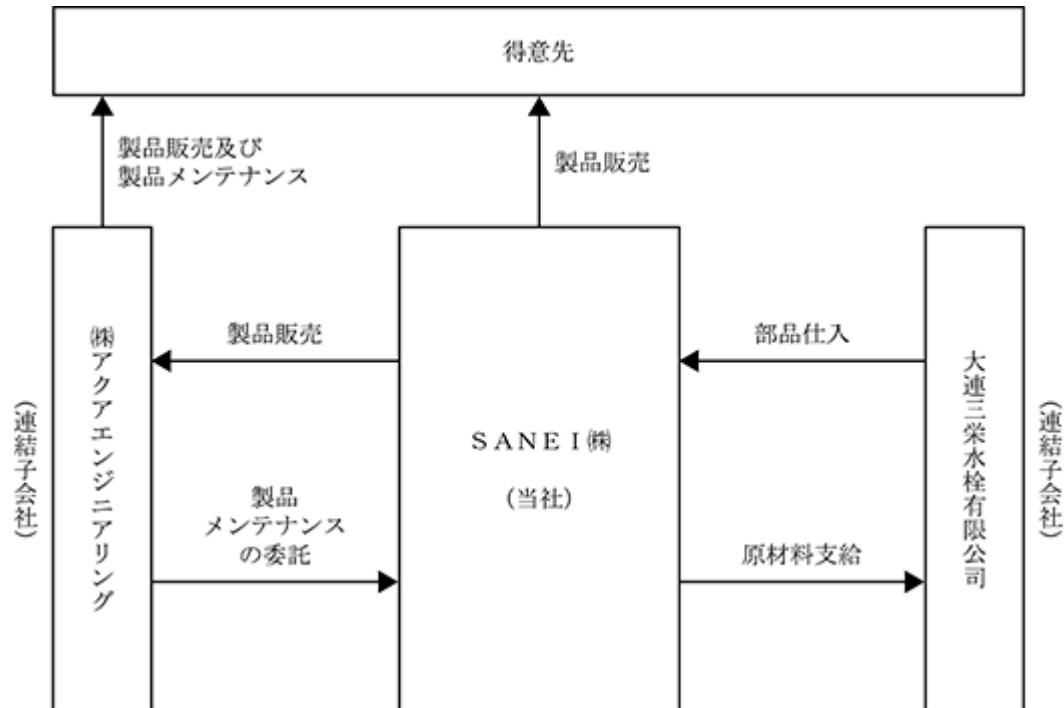 得意先
製品販売及び
製品メンテナンス
製品販売
(連結子会社)
㈱アクアエンジニアリング
製品販売
製品
メンテナンス
の委託
ＳＡＮＥＩ㈱
(当社)
部品仕入
原材料支給
大連三栄水栓有限公司
(連結子会社)